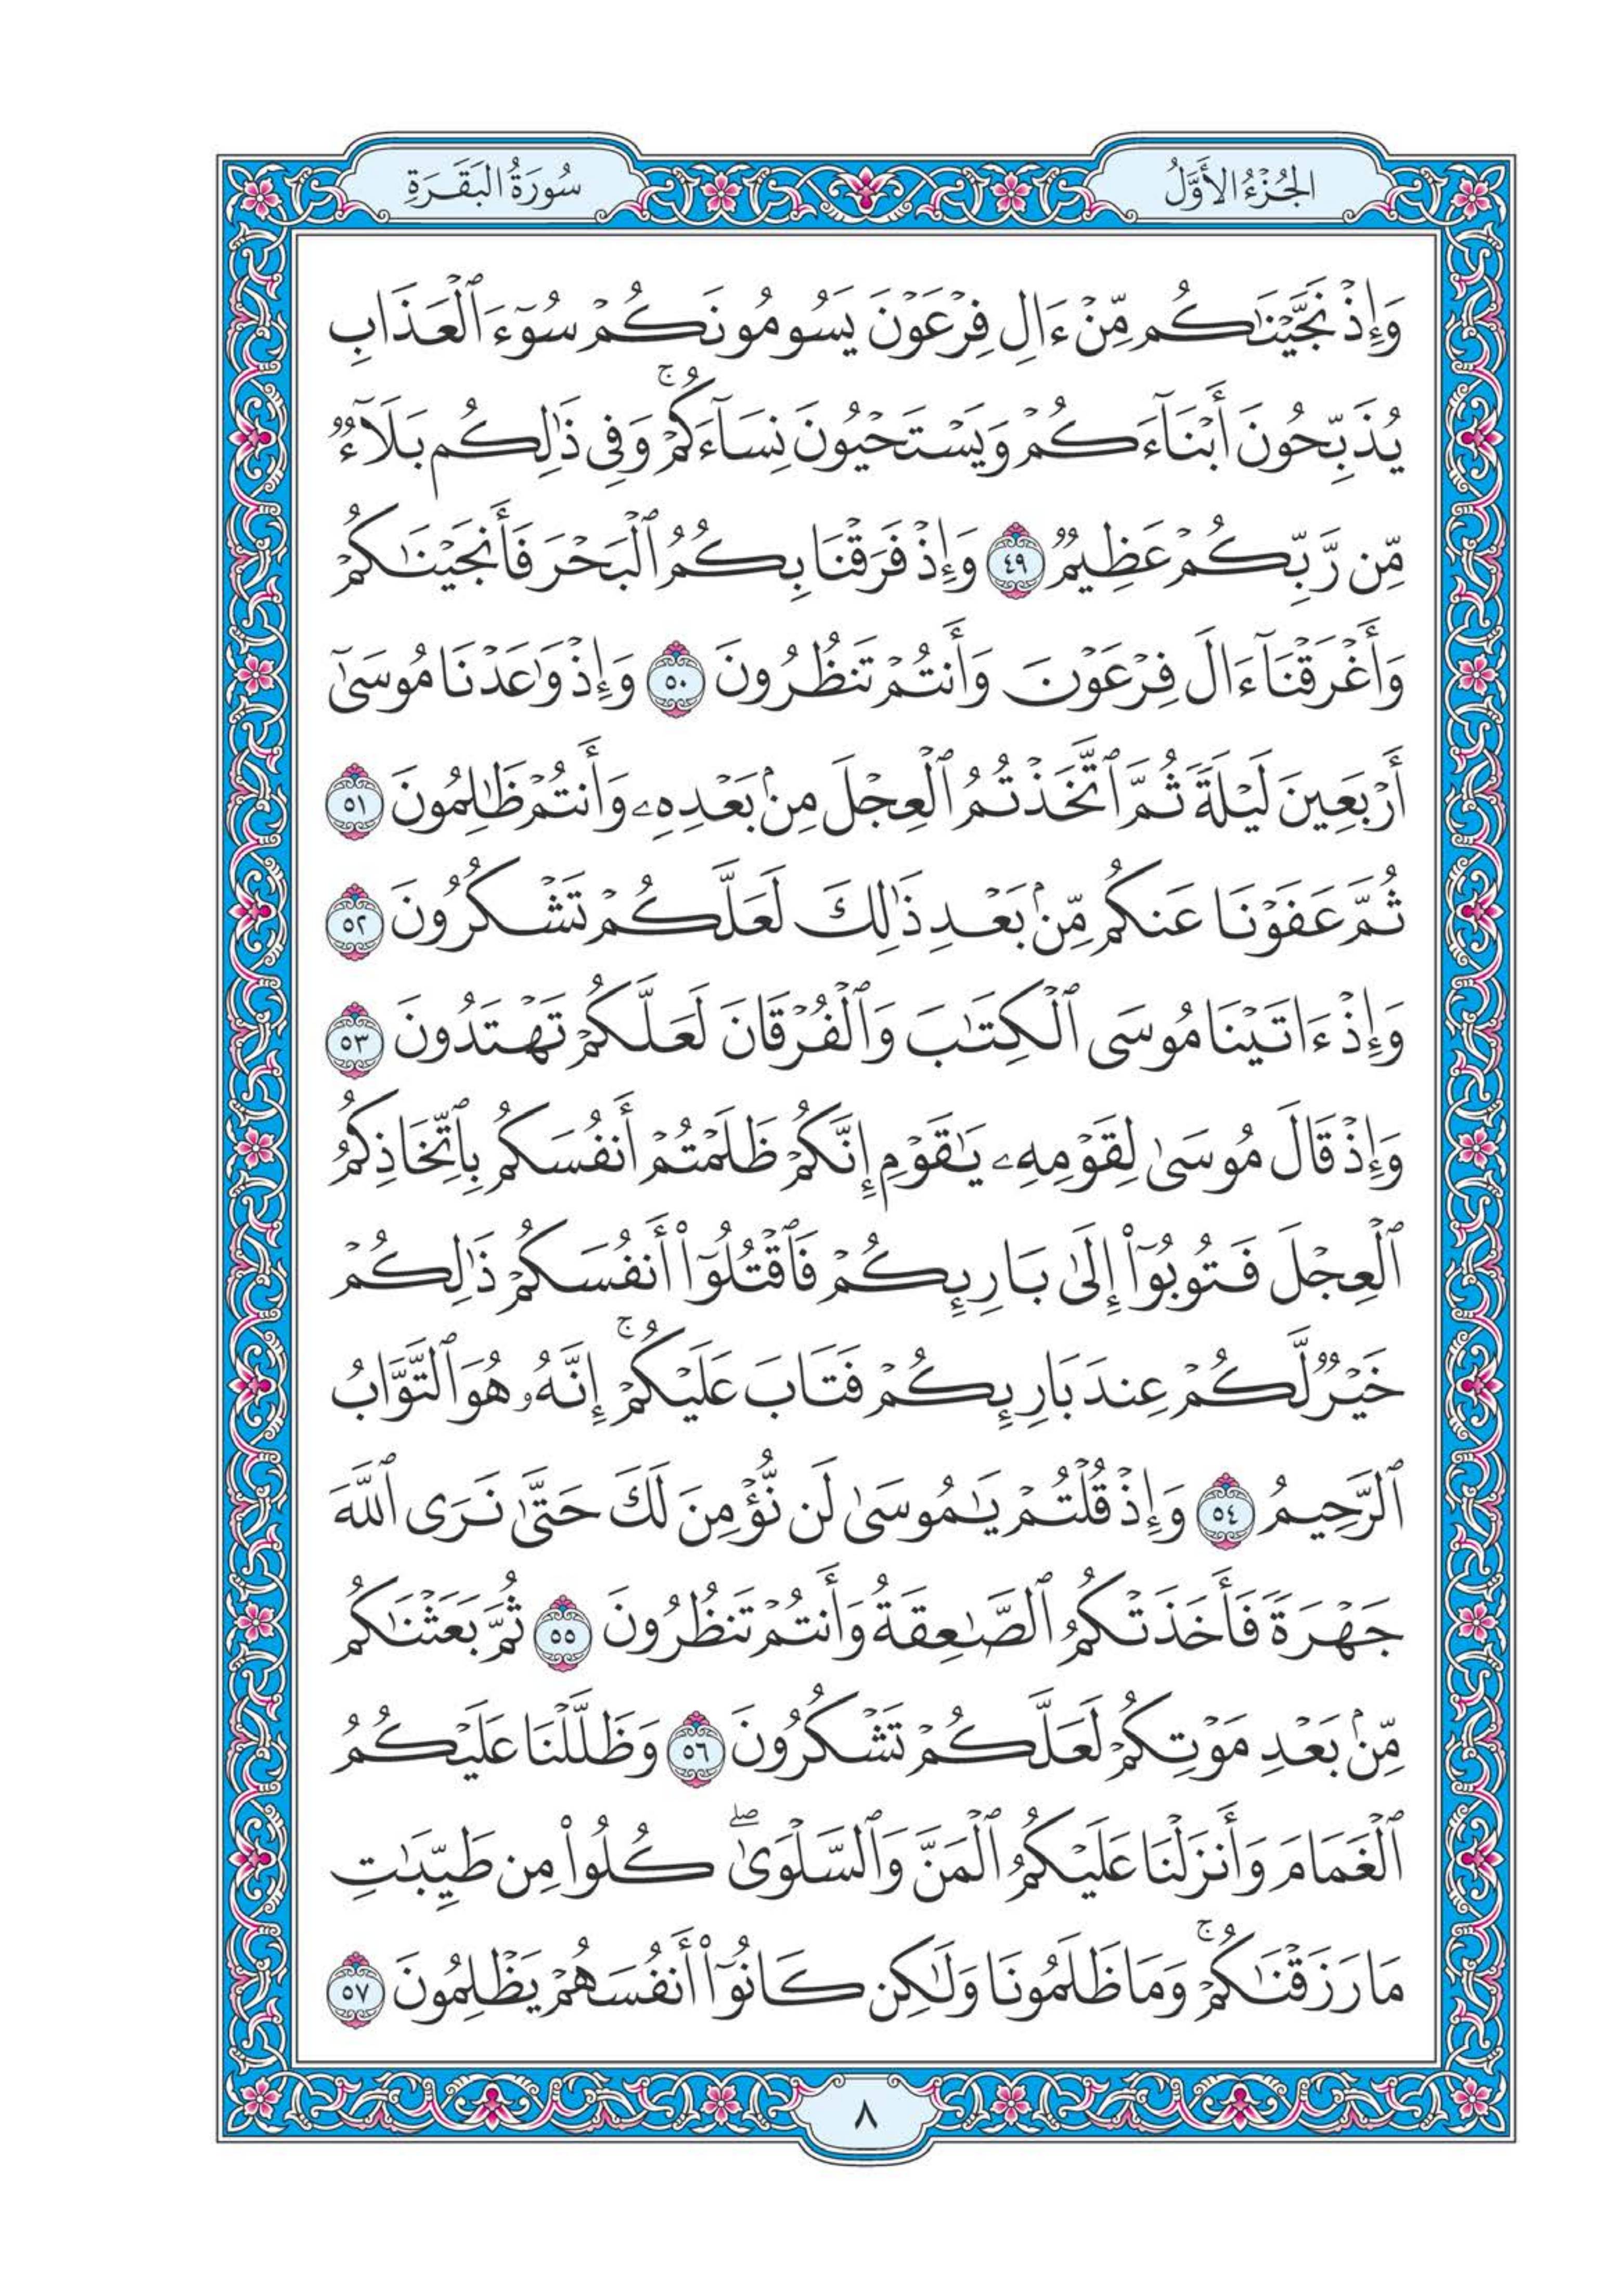 الجُزْءُ الأَوَّلُ
سُورَةُ البَقَرَةِ
وَإِذْ نَجَّيْنَٰكُم مِّنْ ءَالِ فِرْعَوْنَ يَسُومُونَكُمْ سُوٓءَ ٱلْعَذَابِ
يُذَبِّحُونَ أَبْنَآءَكُمْ وَيَسْتَحْيُونَ نِسَآءَكُمْ ۚ وَفِى ذَٰلِكُم بَلَآءٌ
مِّن رَّبِّكُمْ عَظِيمٌ ٤٩ وَإِذْ فَرَقْنَا بِكُمُ ٱلْبَحْرَ فَأَنجَيْنَٰكُمْ
وَأَغْرَقْنَآ ءَالَ فِرْعَوْنَ وَأَنتُمْ تَنظُرُونَ ٥٠ وَإِذْ وَٰعَدْنَا مُوسَىٰٓ
أَرْبَعِينَ لَيْلَةً ثُمَّ ٱتَّخَذْتُمُ ٱلْعِجْلَ مِنۢ بَعْدِهِۦ وَأَنتُمْ ظَٰلِمُونَ ٥١
ثُمَّ عَفَوْنَا عَنكُم مِّنۢ بَعْدِ ذَٰلِكَ لَعَلَّكُمْ تَشْكُرُونَ ٥٢
وَإِذْ ءَاتَيْنَا مُوسَى ٱلْكِتَٰبَ وَٱلْفُرْقَانَ لَعَلَّكُمْ تَهْتَدُونَ ٥٣
وَإِذْ قَالَ مُوسَىٰ لِقَوْمِهِۦ يَٰقَوْمِ إِنَّكُمْ ظَلَمْتُمْ أَنفُسَكُم بِٱتِّخَاذِكُمُ
ٱلْعِجْلَ فَتُوبُوٓا۟ إِلَىٰ بَارِئِكُمْ فَٱقْتُلُوٓا۟ أَنفُسَكُمْ ذَٰلِكُمْ
خَيْرٌ لَّكُمْ عِندَ بَارِئِكُمْ فَتَابَ عَلَيْكُمْ ۚ إِنَّهُۥ هُوَ ٱلتَّوَّابُ
ٱلرَّحِيمُ ٥٤ وَإِذْ قُلْتُمْ يَٰمُوسَىٰ لَن نُّؤْمِنَ لَكَ حَتَّىٰ نَرَى ٱللَّهَ
جَهْرَةً فَأَخَذَتْكُمُ ٱلصَّٰعِقَةُ وَأَنتُمْ تَنظُرُونَ ٥٥ ثُمَّ بَعَثْنَٰكُم
مِّنۢ بَعْدِ مَوْتِكُمْ لَعَلَّكُمْ تَشْكُرُونَ ٥٦ وَظَلَّلْنَا عَلَيْكُمُ
ٱلْغَمَامَ وَأَنزَلْنَا عَلَيْكُمُ ٱلْمَنَّ وَٱلسَّلْوَىٰ ۖ كُلُوا۟ مِن طَيِّبَٰتِ
مَا رَزَقْنَٰكُمْ ۚ وَمَا ظَلَمُونَا وَلَٰكِن كَانُوٓا۟ أَنفُسَهُمْ يَظْلِمُونَ ٥٧
٨